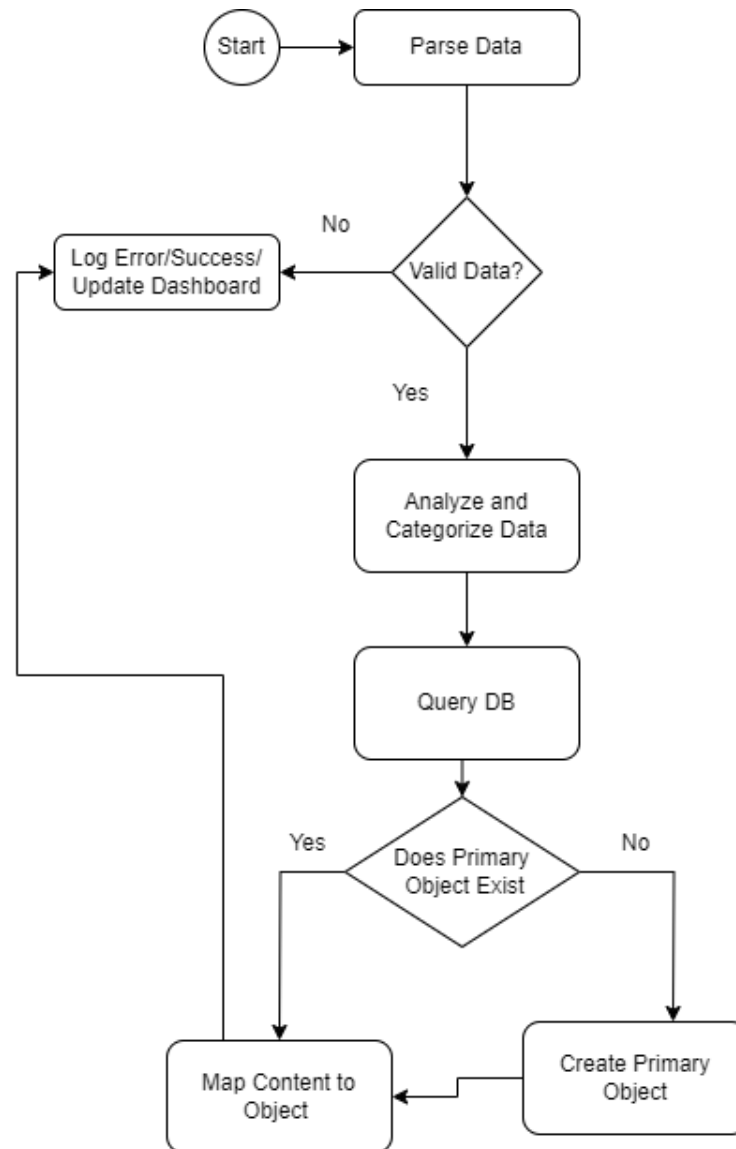 Start
Parse Data
No
Log Error/Success/
Update Dashboard
Valid Data?
Yes
Analyze and
Categorize Data
Query DB
Yes
Does Primary
Object Exist
No
Map Content to
Object
Create Primary
Object